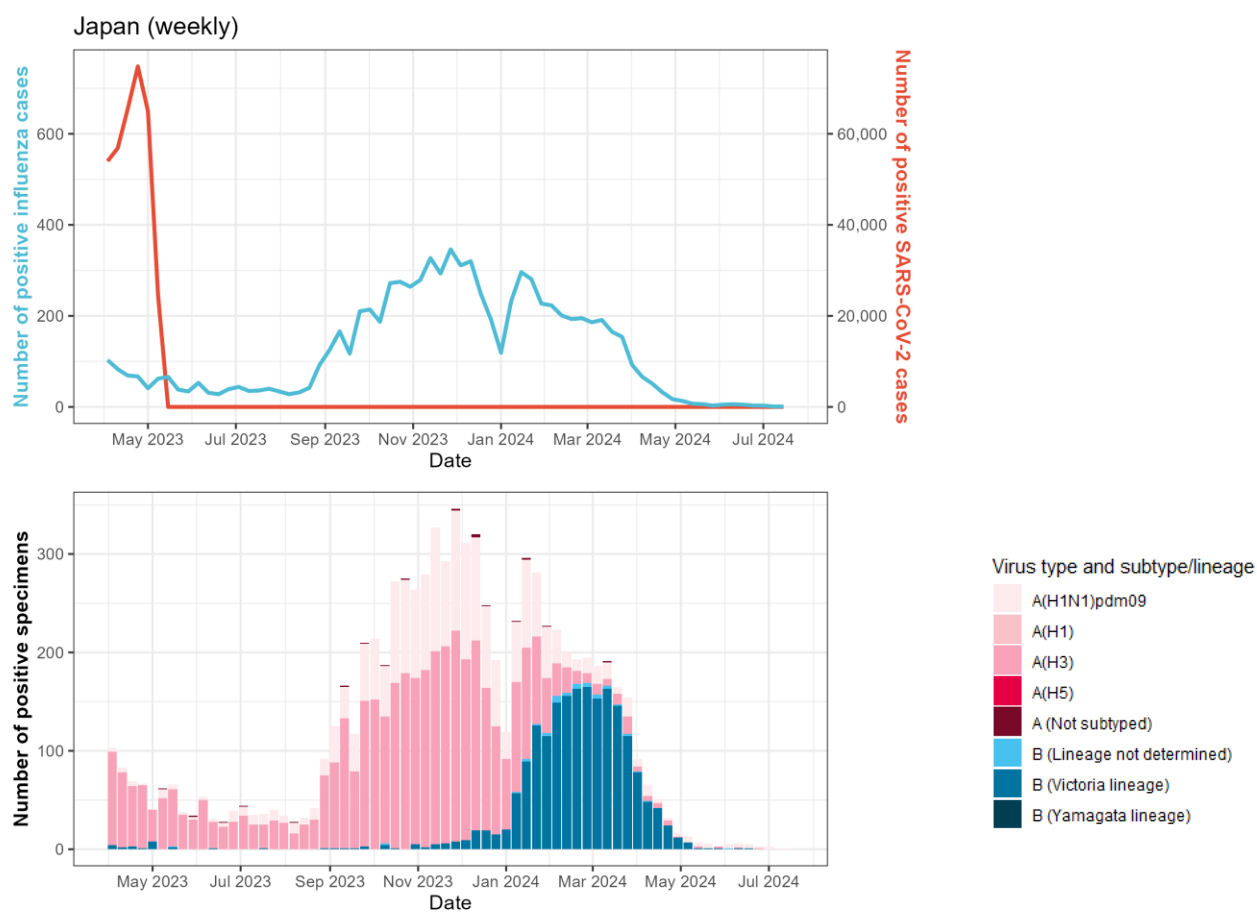 Japan (weekly)
Number of positive influenza cases
600
400
200
0
60,000
40,000
20,000
0
Number of positive SARS-CoV-2 cases
May 2023 Jul 2023 Sep 2023 Nov 2023 Jan 2024 Mar 2024 May 2024 Jul 2024
Date
Number of positive specimens
300
200
100
0
May 2023 Jul 2023 Sep 2023 Nov 2023 Jan 2024 Mar 2024 May 2024 Jul 2024
Date
Virus type and subtype/lineage
A(H1N1)pdm09
A(H1)
A(H3)
A(H5)
A (Not subtyped)
B (Lineage not determined)
B (Victoria lineage)
B (Yamagata lineage)